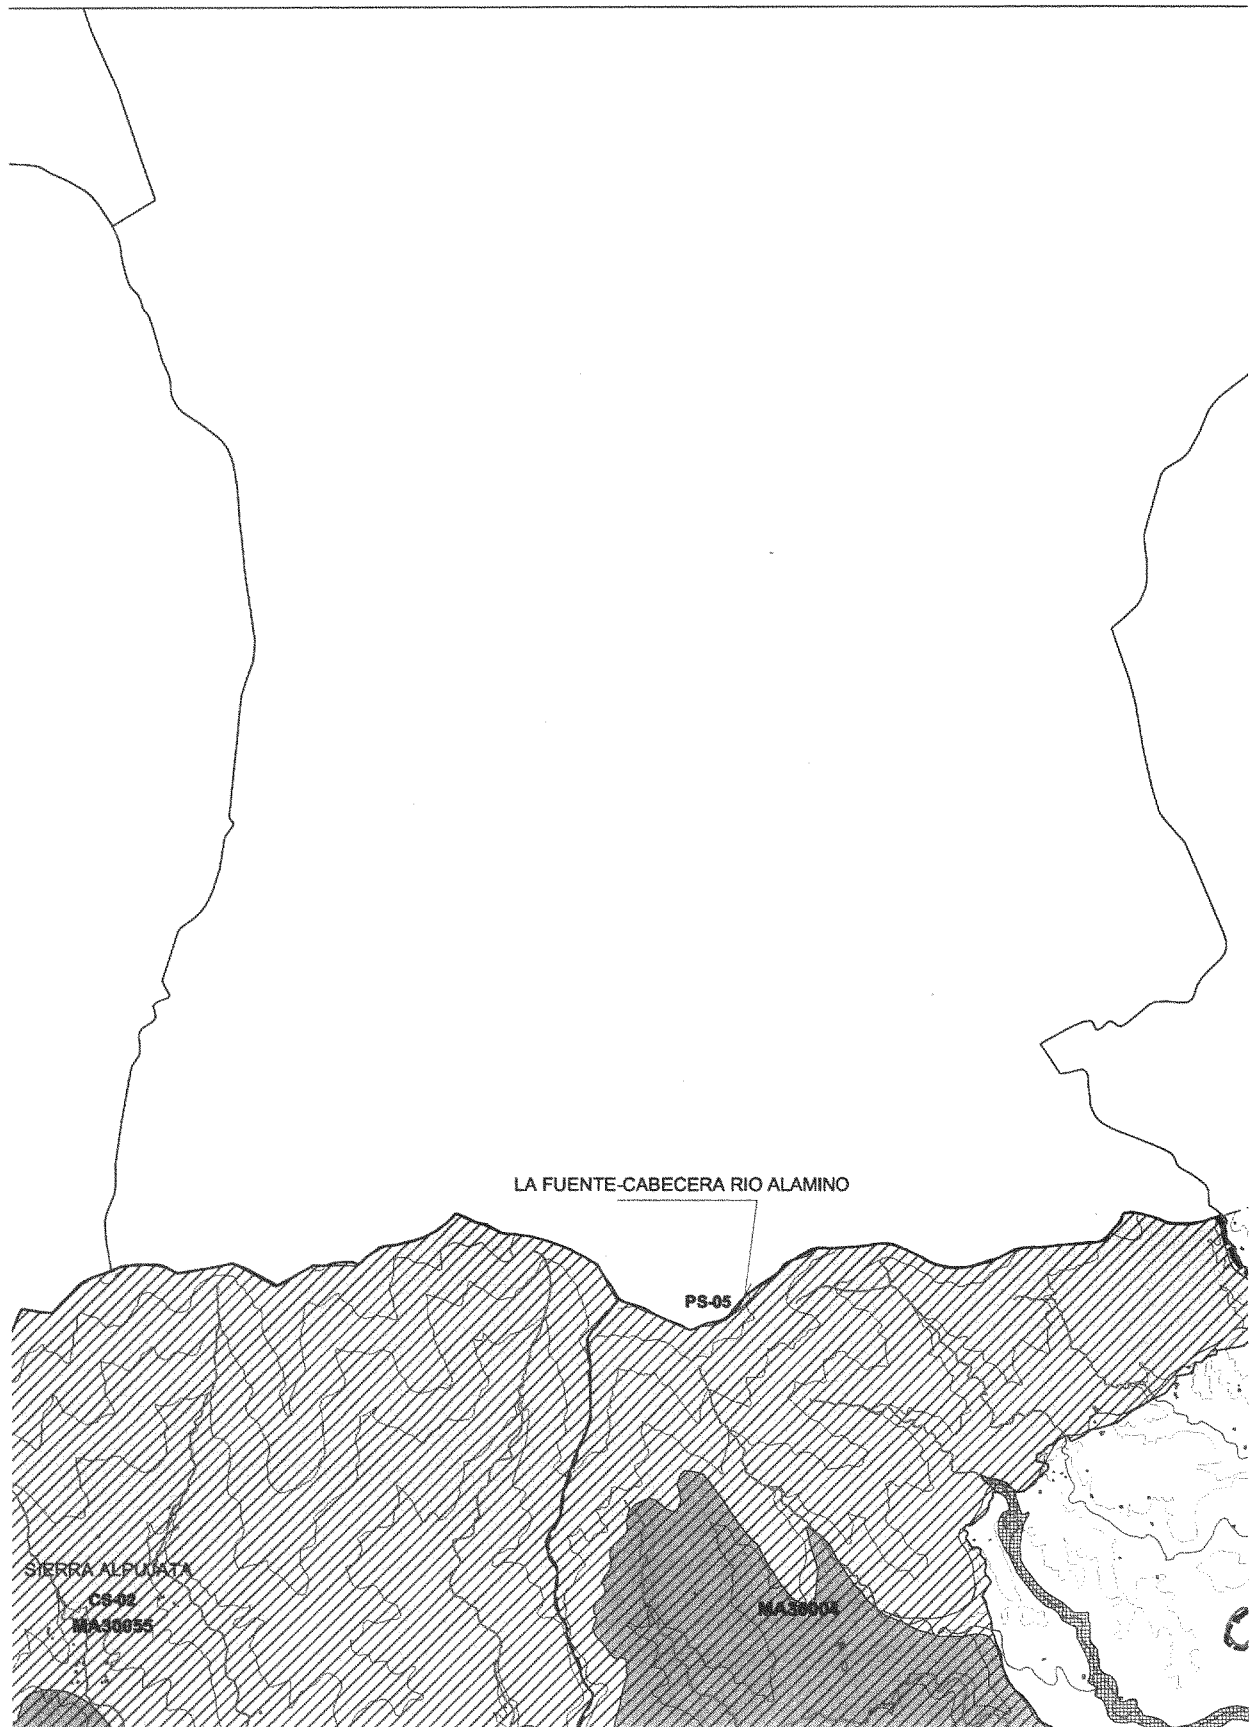 LA FUENTE-CABECERA RIO ALAMINO
PS-05
SIERRA ALPUJATA
CS-02
MA30055
MA30004